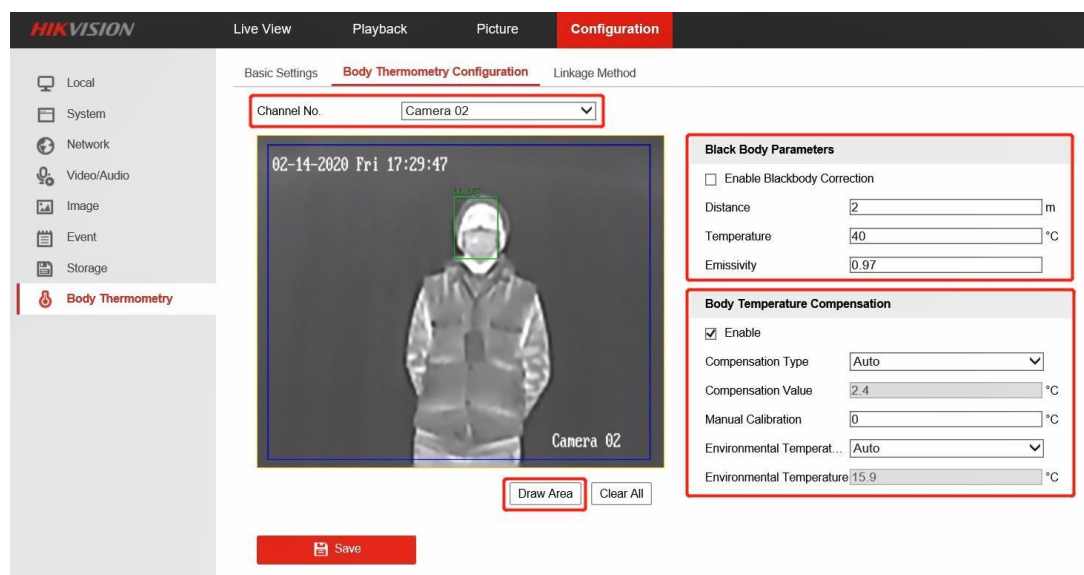 HIKVISION
Live View Playback Picture Configuration
Local
System
Network
Video/Audio
Image
Event
Storage
Body Thermometry
Basic Settings Body Thermometry Configuration Linkage Method
Channel No. Camera 02
02-14-2020 Fri 17:29:47
Camera 02
Draw Area Clear All
Save
Black Body Parameters
Enable Blackbody Correction
Distance 2 m
Temperature 40 °C
Emissivity 0.97
Body Temperature Compensation
Enable
Compensation Type Auto
Compensation Value 2.4 °C
Manual Calibration 0 °C
Environmental Temperat... Auto
Environmental Temperature 15.9 °C